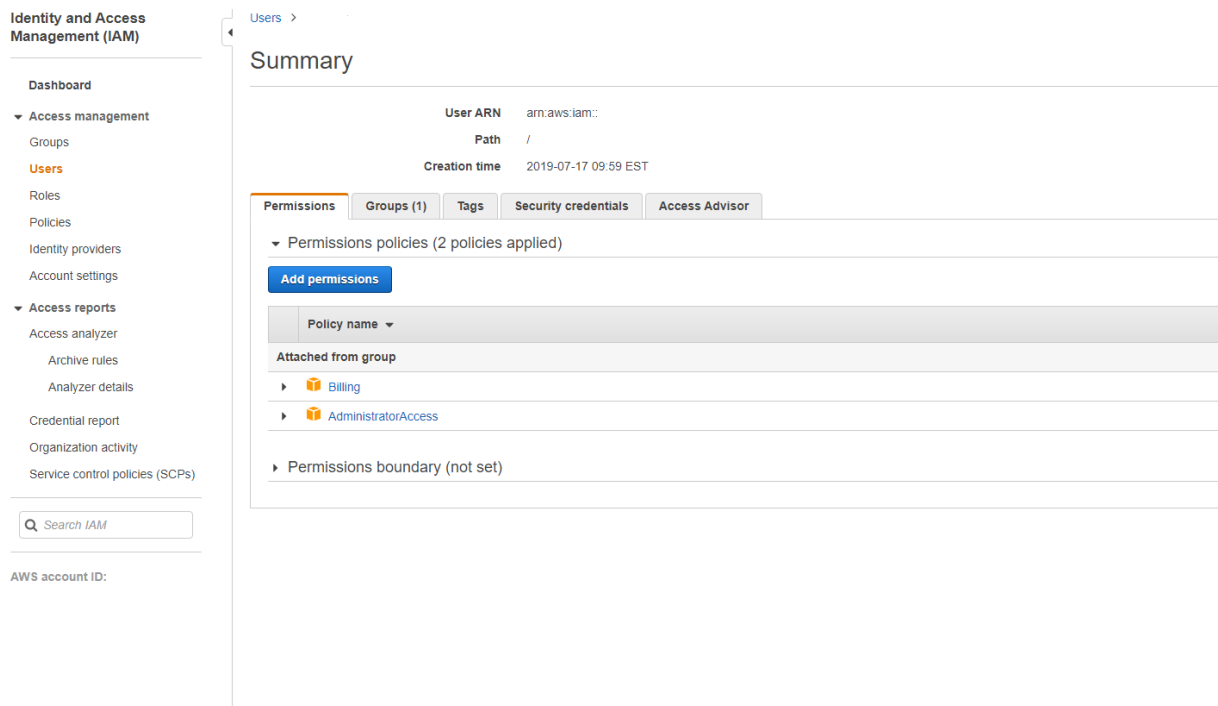 Identity and Access
Management (IAM)
Dashboard
Access management
Groups
Users
Roles
Policies
Identity providers
Account settings
Access reports
Access analyzer
Archive rules
Analyzer details
Credential report
Organization activity
Service control policies (SCPs)
Search IAM
AWS account ID:
Users >
Summary
User ARN arn:aws:iam::
Path /
Creation time 2019-07-17 09:59 EST
Permissions Groups (1) Tags Security credentials Access Advisor
Permissions policies (2 policies applied)
Add permissions
Policy name
Attached from group
Billing
AdministratorAccess
Permissions boundary (not set)